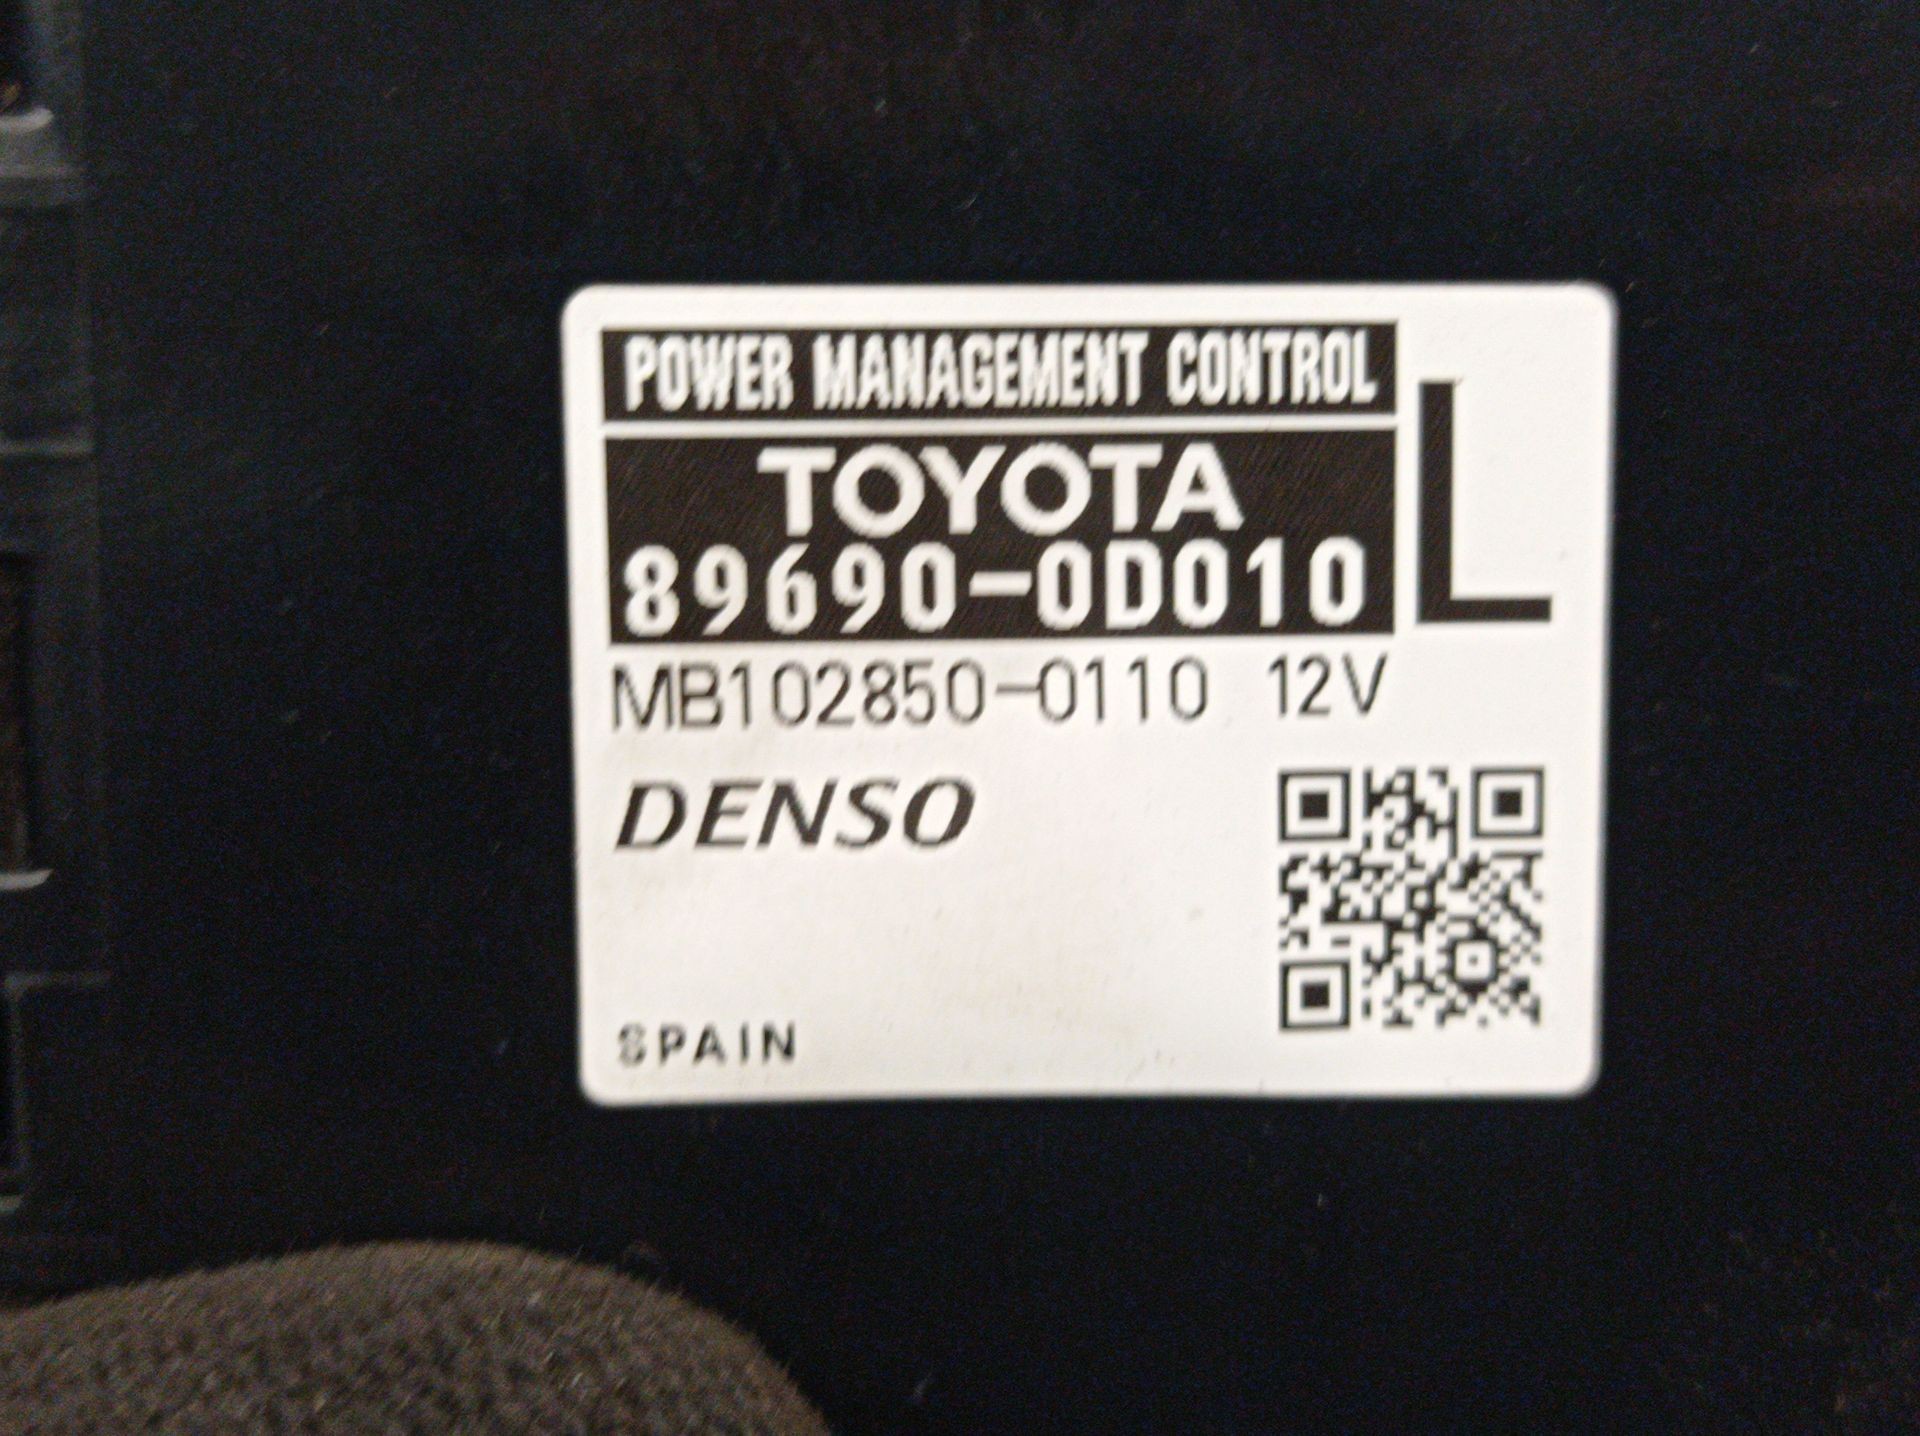 POWER MANAGEMENT CONTROL
L
TOYOTA
89690-0D010
MB102850-0110 12V
DENSO
SPAIN